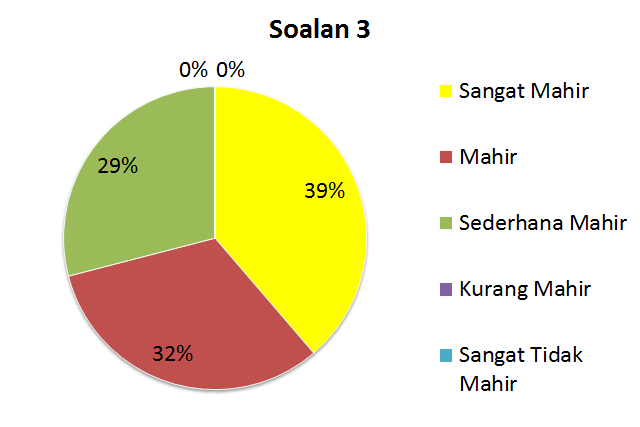 Soalan 3
0% 0%
29%
39%
32%
Sangat Mahir
Mahir
Sederhana Mahir
Kurang Mahir
Sangat Tidak
Mahir